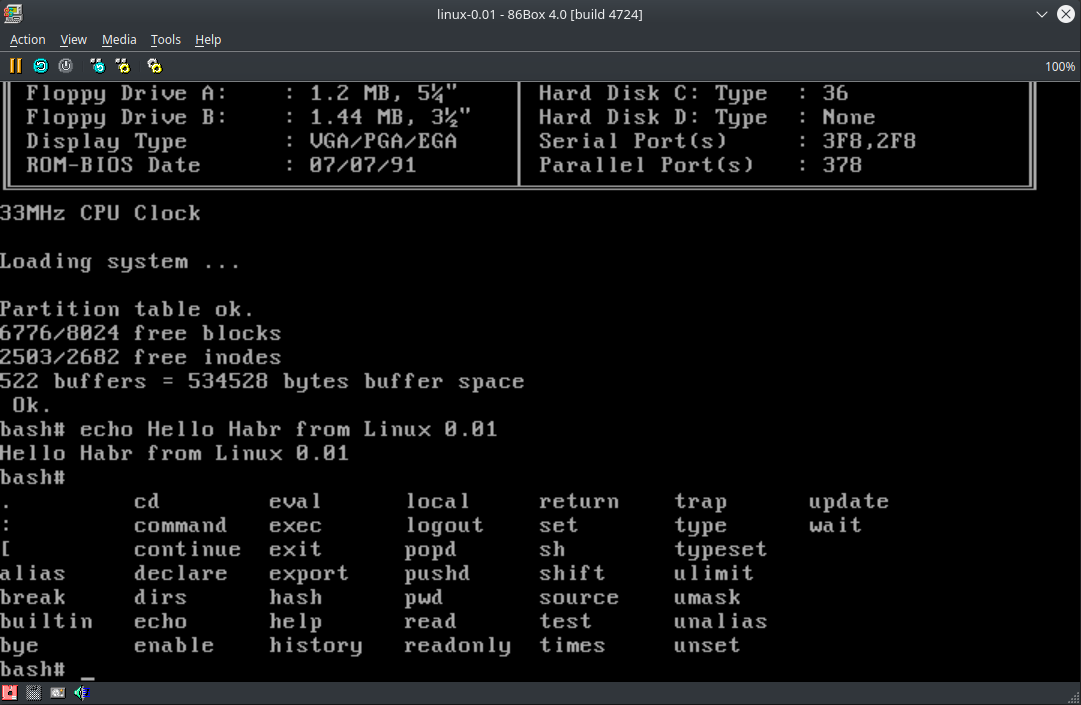 linux-0.01 - 86Box 4.0 [build 4724]
Action View Media Tools Help
100%
Floppy Drive A: : 1.2 MB, 5¼" Hard Disk C: Type : 36
Floppy Drive B: : 1.44 MB, 3½" Hard Disk D: Type : None
Display Type : VGA/PGA/EGA Serial Port(s) : 3F8,2F8
ROM-BIOS Date : 07/07/91 Parallel Port(s) : 378
33MHz CPU Clock
Loading system ...
Partition table ok.
6776/8024 free blocks
2503/2682 free inodes
522 buffers = 534528 bytes buffer space
Ok.
bash# echo Hello Habr from Linux 0.01
Hello Habr from Linux 0.01
bash#
. cd eval local return trap update
: command exec logout set type wait
[ continue exit popd sh typeset
alias declare export pushd shift ulimit
break dirs hash pwd source umask
builtin echo help read test unalias
bye enable history readonly times unset
bash# _